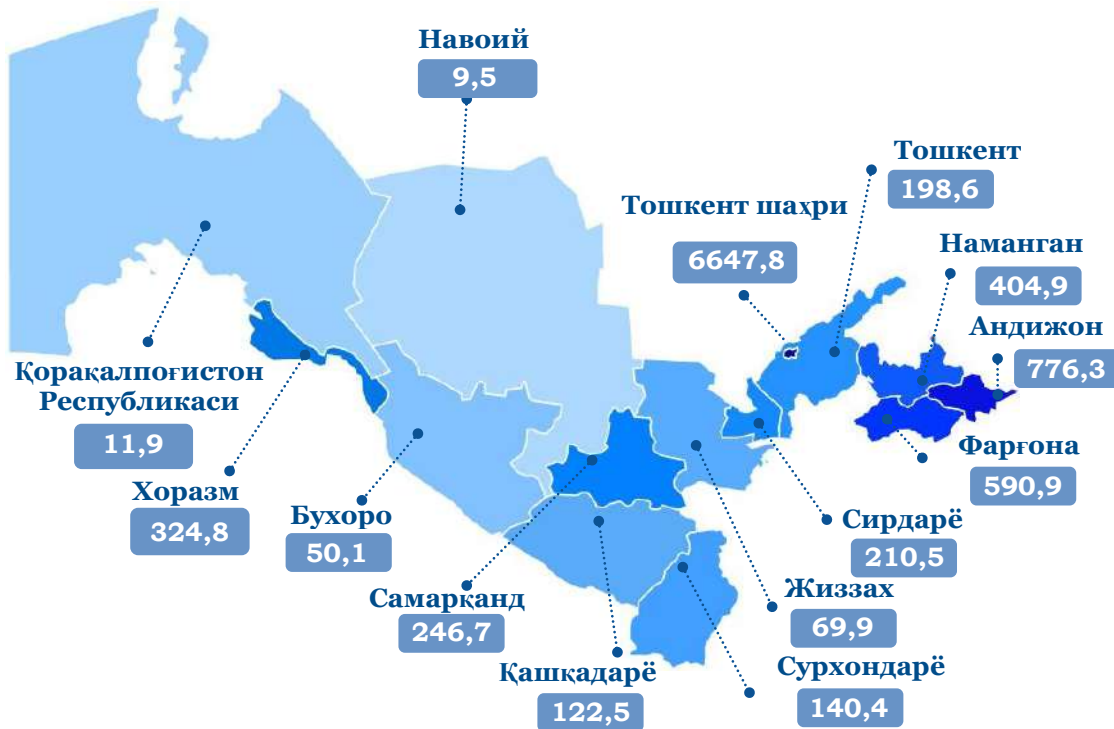 Навоий
9,5
Тошкент
198,6
Тошкент шаҳри
6647,8
Наманган
404,9
Андижон
776,3
Қорақалпоғистон
Республикаси
11,9
Фарғона
590,9
Хоразм
324,8
Бухоро
50,1
Сирдарё
210,5
Самарқанд
246,7
Жиззах
69,9
Қашқадарё
122,5
Сурхондарё
140,4